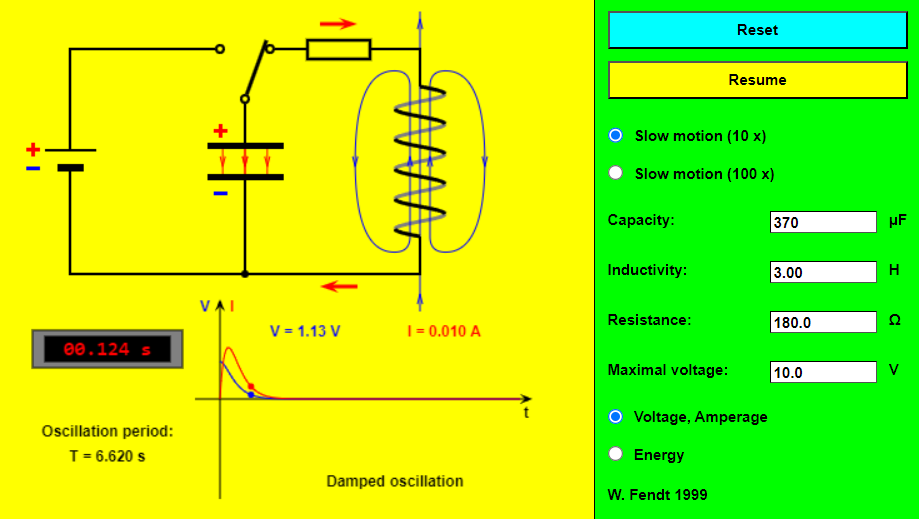 Reset
Resume
Slow motion (10 x)
Slow motion (100 x)
Capacity: 370 µF
Inductivity: 3.00 H
Resistance: 180.0 Ω
Maximal voltage: 10.0 V
Voltage, Amperage
Energy
W. Fendt 1999
+
–
+
–
V I
V = 1.13 V I = 0.010 A
00.124 s
t
Oscillation period:
T = 6.620 s
Damped oscillation